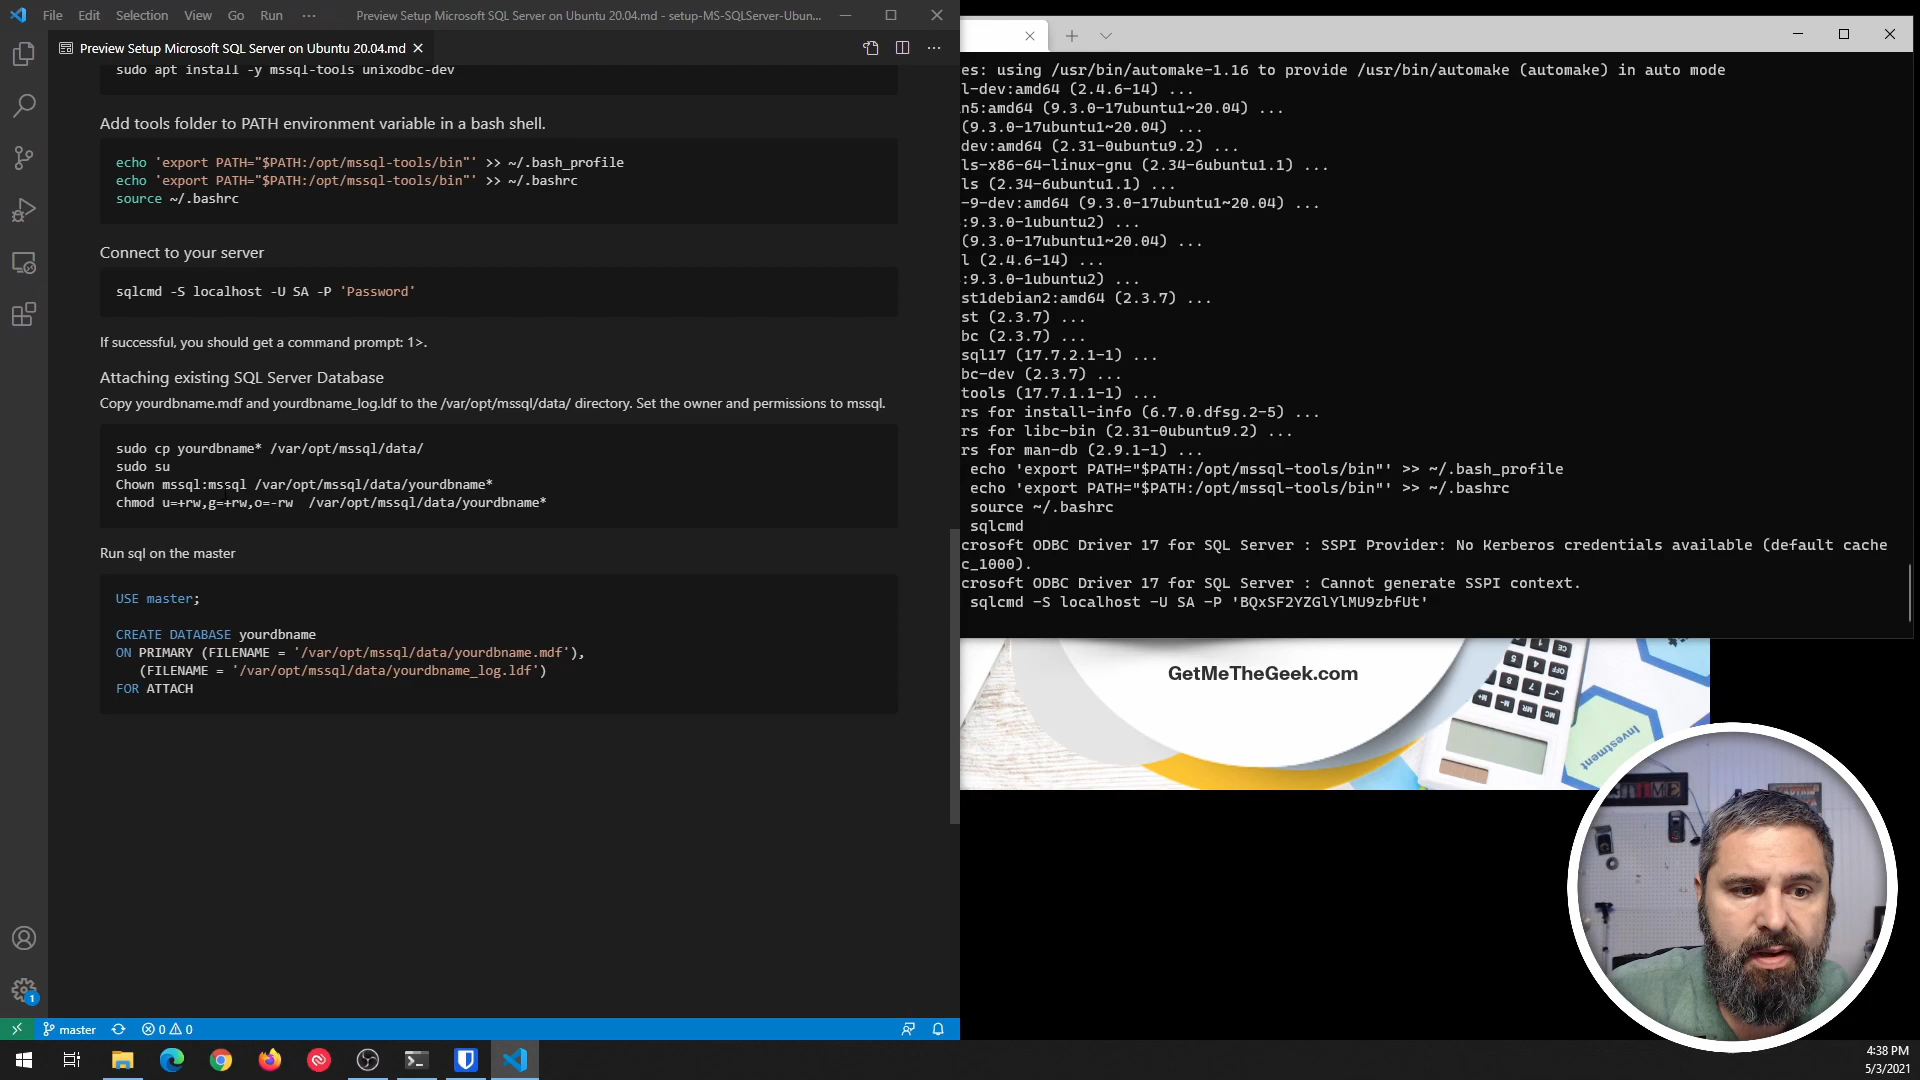 File Edit Selection View Go Run ··· Preview Setup Microsoft SQL Server on Ubuntu 20.04.md - setup-MS-SQLServer-Ubun...
Preview Setup Microsoft SQL Server on Ubuntu 20.04.md
sudo apt install -y mssql-tools unixodbc-dev
Add tools folder to PATH environment variable in a bash shell.
echo 'export PATH="$PATH:/opt/mssql-tools/bin"' >> ~/.bash_profile
echo 'export PATH="$PATH:/opt/mssql-tools/bin"' >> ~/.bashrc
source ~/.bashrc
Connect to your server
sqlcmd -S localhost -U SA -P 'Password'
If successful, you should get a command prompt: 1>.
Attaching existing SQL Server Database
Copy yourdbname.mdf and yourdbname_log.ldf to the /var/opt/mssql/data/ directory. Set the owner and permissions to mssql.
sudo cp yourdbname* /var/opt/mssql/data/
sudo su
Chown mssql:mssql /var/opt/mssql/data/yourdbname*
chmod u=+rw,g=+rw,o=-rw  /var/opt/mssql/data/yourdbname*
Run sql on the master
USE master;
CREATE DATABASE yourdbname
ON PRIMARY (FILENAME = '/var/opt/mssql/data/yourdbname.mdf'),
(FILENAME = '/var/opt/mssql/data/yourdbname_log.ldf')
FOR ATTACH
1
master 0 0
es: using /usr/bin/automake-1.16 to provide /usr/bin/automake (automake) in auto mode
l-dev:amd64 (2.4.6-14) ...
n5:amd64 (9.3.0-17ubuntu1~20.04) ...
(9.3.0-17ubuntu1~20.04) ...
dev:amd64 (2.31-0ubuntu9.2) ...
ls-x86-64-linux-gnu (2.34-6ubuntu1.1) ...
ls (2.34-6ubuntu1.1) ...
-9-dev:amd64 (9.3.0-17ubuntu1~20.04) ...
:9.3.0-1ubuntu2) ...
(9.3.0-17ubuntu1~20.04) ...
l (2.4.6-14) ...
:9.3.0-1ubuntu2) ...
st1debian2:amd64 (2.3.7) ...
st (2.3.7) ...
bc (2.3.7) ...
sql17 (17.7.2.1-1) ...
bc-dev (2.3.7) ...
tools (17.7.1.1-1) ...
rs for install-info (6.7.0.dfsg.2-5) ...
rs for libc-bin (2.31-0ubuntu9.2) ...
rs for man-db (2.9.1-1) ...
echo 'export PATH="$PATH:/opt/mssql-tools/bin"' >> ~/.bash_profile
echo 'export PATH="$PATH:/opt/mssql-tools/bin"' >> ~/.bashrc
source ~/.bashrc
sqlcmd
crosoft ODBC Driver 17 for SQL Server : SSPI Provider: No Kerberos credentials available (default cache
c_1000).
crosoft ODBC Driver 17 for SQL Server : Cannot generate SSPI context.
sqlcmd -S localhost -U SA -P 'BQxSF2YZGlYlMU9zbfUt'
GetMeTheGeek.com
Investment
4:38 PM
5/3/2021